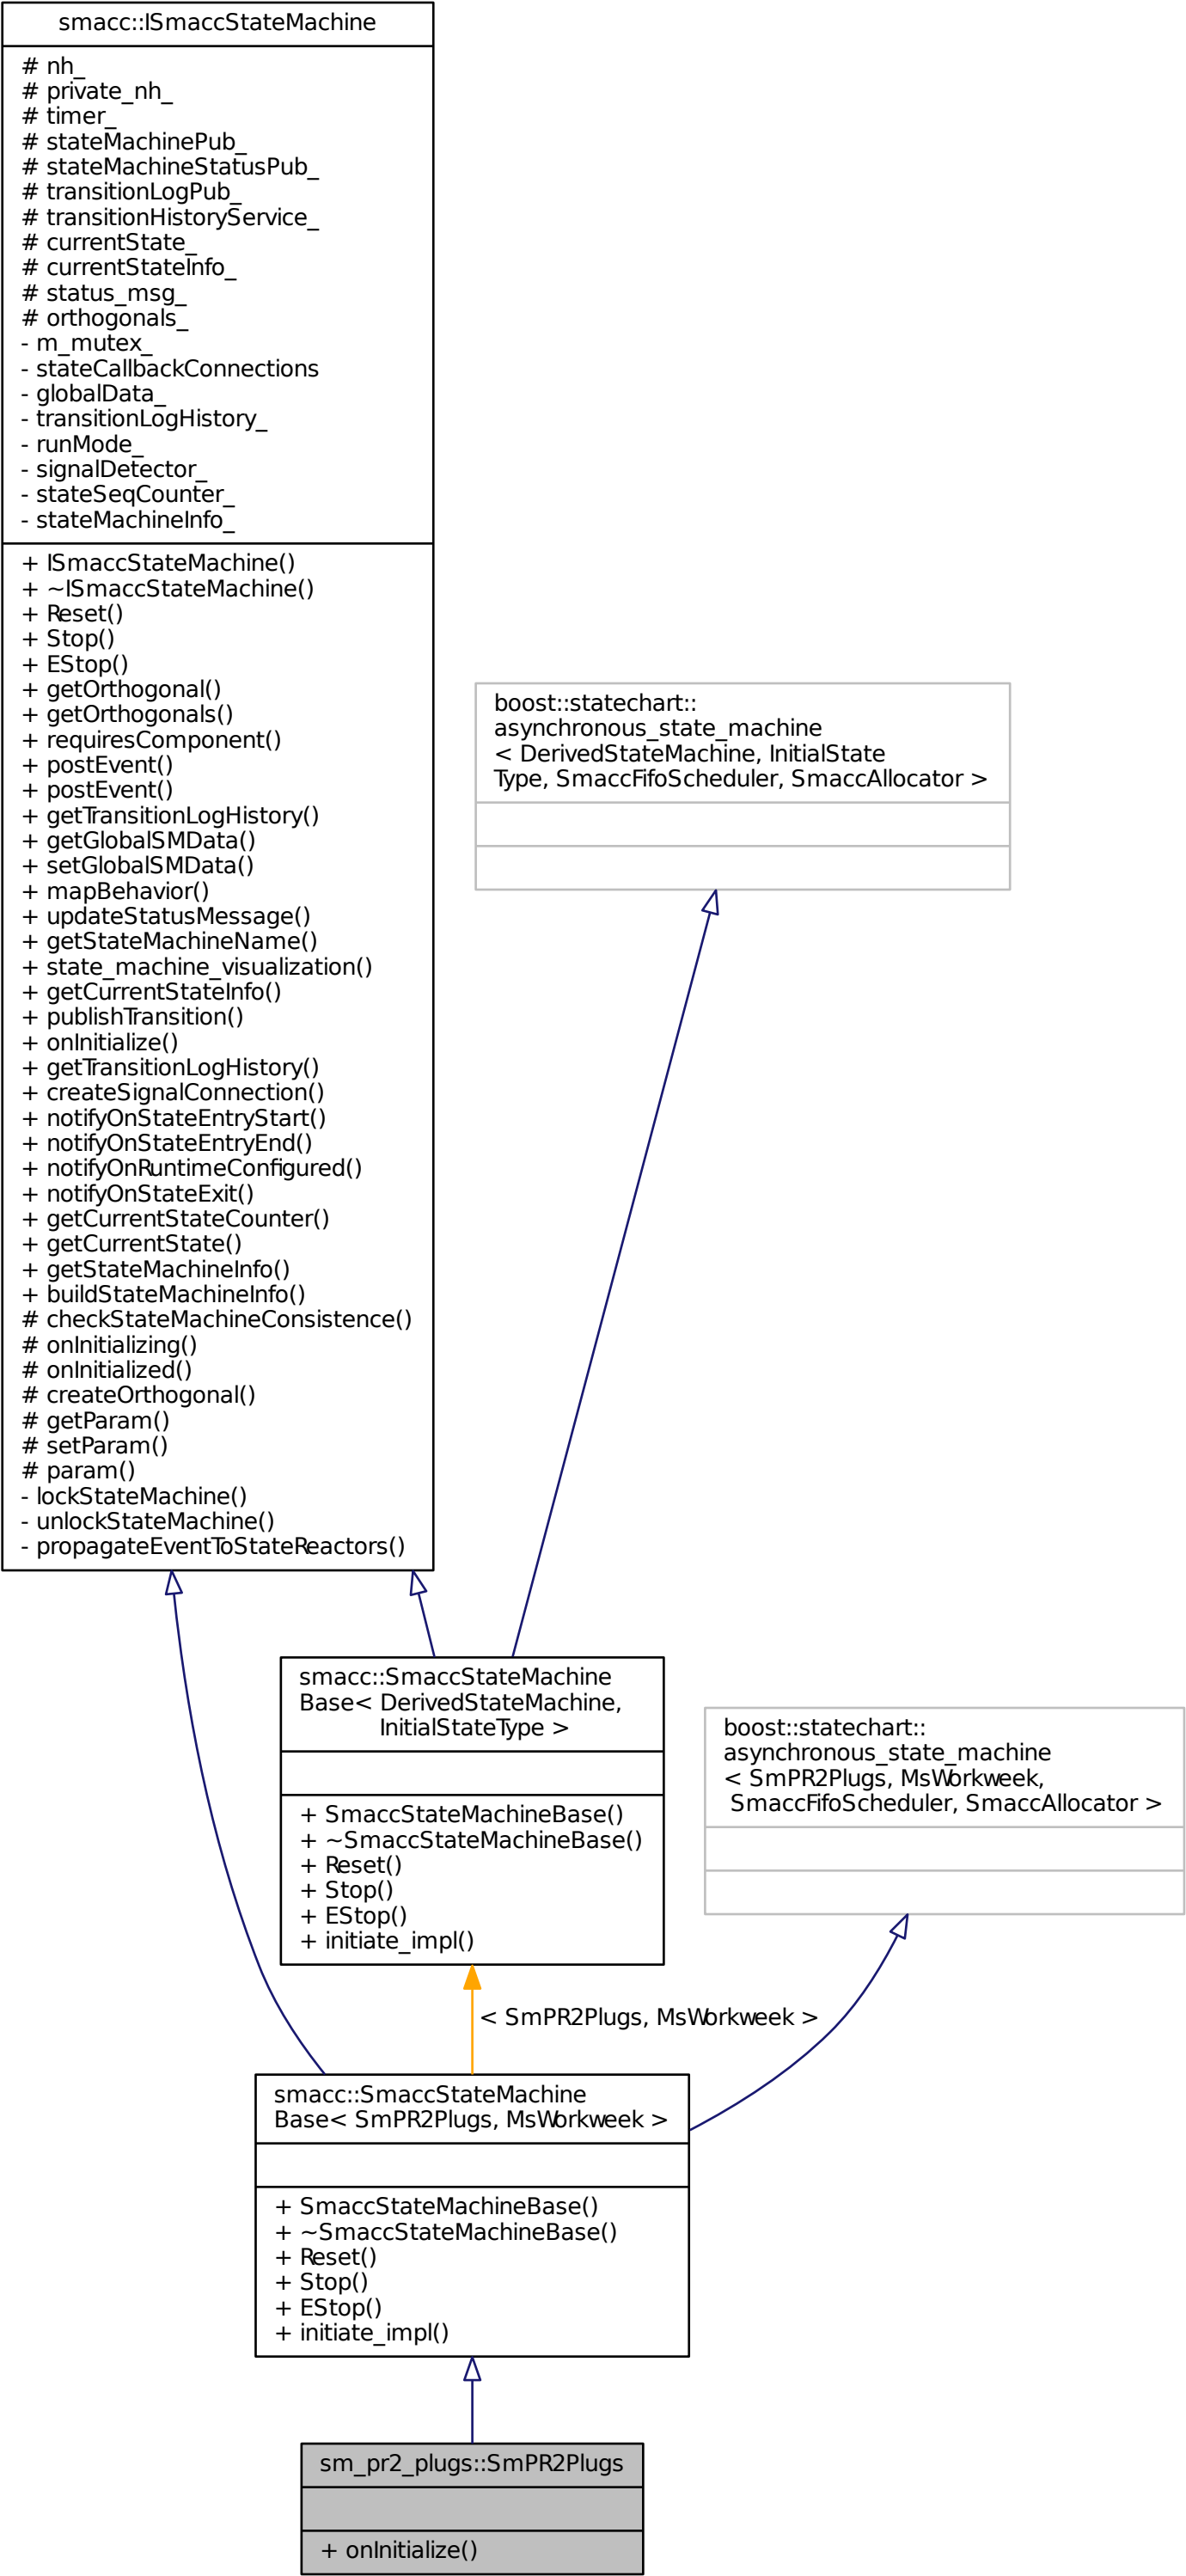 smacc::ISmaccStateMachine
# nh_
# private_nh_
# timer_
# stateMachinePub_
# stateMachineStatusPub_
# transitionLogPub_
# transitionHistoryService_
# currentState_
# currentStateInfo_
# status_msg_
# orthogonals_
- m_mutex_
- stateCallbackConnections
- globalData_
- transitionLogHistory_
- runMode_
- signalDetector_
- stateSeqCounter_
- stateMachineInfo_
+ ISmaccStateMachine()
+ ~ISmaccStateMachine()
+ Reset()
+ Stop()
+ EStop()
+ getOrthogonal()
+ getOrthogonals()
+ requiresComponent()
+ postEvent()
+ postEvent()
+ getTransitionLogHistory()
+ getGlobalSMData()
+ setGlobalSMData()
+ mapBehavior()
+ updateStatusMessage()
+ getStateMachineName()
+ state_machine_visualization()
+ getCurrentStateInfo()
+ publishTransition()
+ onInitialize()
+ getTransitionLogHistory()
+ createSignalConnection()
+ notifyOnStateEntryStart()
+ notifyOnStateEntryEnd()
+ notifyOnRuntimeConfigured()
+ notifyOnStateExit()
+ getCurrentStateCounter()
+ getCurrentState()
+ getStateMachineInfo()
+ buildStateMachineInfo()
# checkStateMachineConsistence()
# onInitializing()
# onInitialized()
# createOrthogonal()
# getParam()
# setParam()
# param()
- lockStateMachine()
- unlockStateMachine()
- propagateEventToStateReactors()
boost::statechart::
asynchronous_state_machine
< DerivedStateMachine, InitialState
Type, SmaccFifoScheduler, SmaccAllocator >
smacc::SmaccStateMachine
Base< DerivedStateMachine,
InitialStateType >
+ SmaccStateMachineBase()
+ ~SmaccStateMachineBase()
+ Reset()
+ Stop()
+ EStop()
+ initiate_impl()
boost::statechart::
asynchronous_state_machine
< SmPR2Plugs, MsWorkweek,
SmaccFifoScheduler, SmaccAllocator >
< SmPR2Plugs, MsWorkweek >
smacc::SmaccStateMachine
Base< SmPR2Plugs, MsWorkweek >
+ SmaccStateMachineBase()
+ ~SmaccStateMachineBase()
+ Reset()
+ Stop()
+ EStop()
+ initiate_impl()
sm_pr2_plugs::SmPR2Plugs
+ onInitialize()